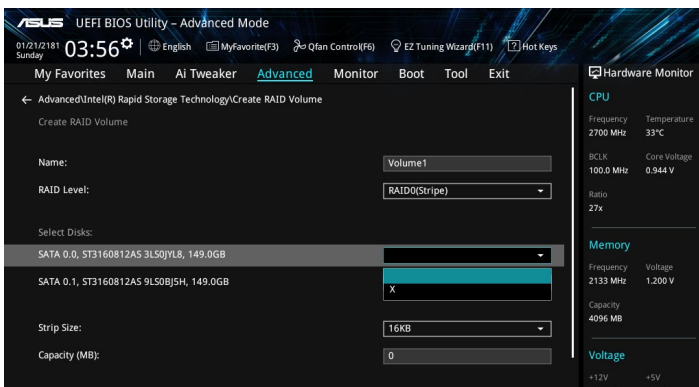 ASUS UEFI BIOS Utility – Advanced Mode
01/21/2181 Sunday 03:56 English MyFavorite(F3) Qfan Control(F6) EZ Tuning Wizard(F11) ? Hot Keys
My Favorites Main Ai Tweaker Advanced Monitor Boot Tool Exit
← Advanced\Intel(R) Rapid Storage Technology\Create RAID Volume
Create RAID Volume
Name: Volume1
RAID Level: RAID0(Stripe)
Select Disks:
SATA 0.0, ST3160812AS 3LS0JYL8, 149.0GB
SATA 0.1, ST3160812AS 9LS0BJ5H, 149.0GB
X
Strip Size: 16KB
Capacity (MB): 0
Hardware Monitor
CPU
Frequency Temperature
2700 MHz 33°C
BCLK Core Voltage
100.0 MHz 0.944 V
Ratio
27x
Memory
Frequency Voltage
2133 MHz 1.200 V
Capacity
4096 MB
Voltage
+12V +5V